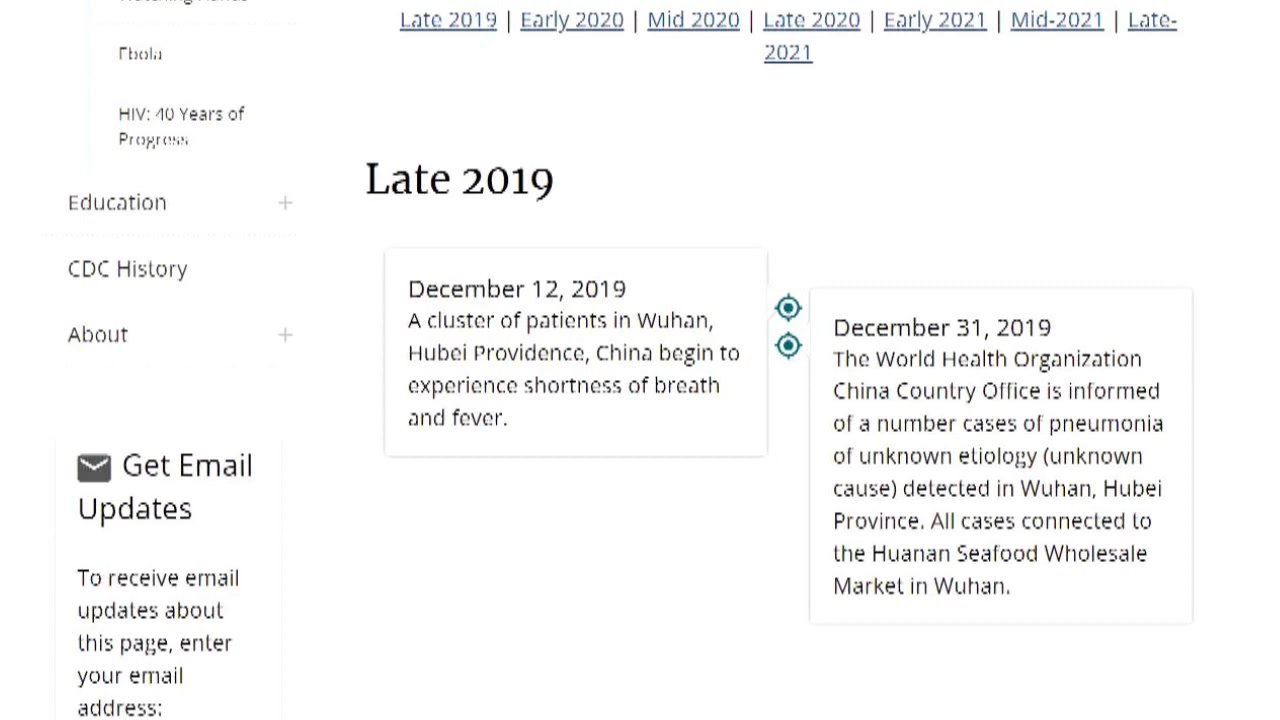 Late 2019 | Early 2020 | Mid 2020 | Late 2020 | Early 2021 | Mid-2021 | Late-
2021
Ebola
HIV: 40 Years of
Progress
Education +
CDC History
About +
Get Email
Updates
To receive email
updates about
this page, enter
your email
address:
Late 2019
December 12, 2019
A cluster of patients in Wuhan,
Hubei Providence, China begin to
experience shortness of breath
and fever.
December 31, 2019
The World Health Organization
China Country Office is informed
of a number cases of pneumonia
of unknown etiology (unknown
cause) detected in Wuhan, Hubei
Province. All cases connected to
the Huanan Seafood Wholesale
Market in Wuhan.